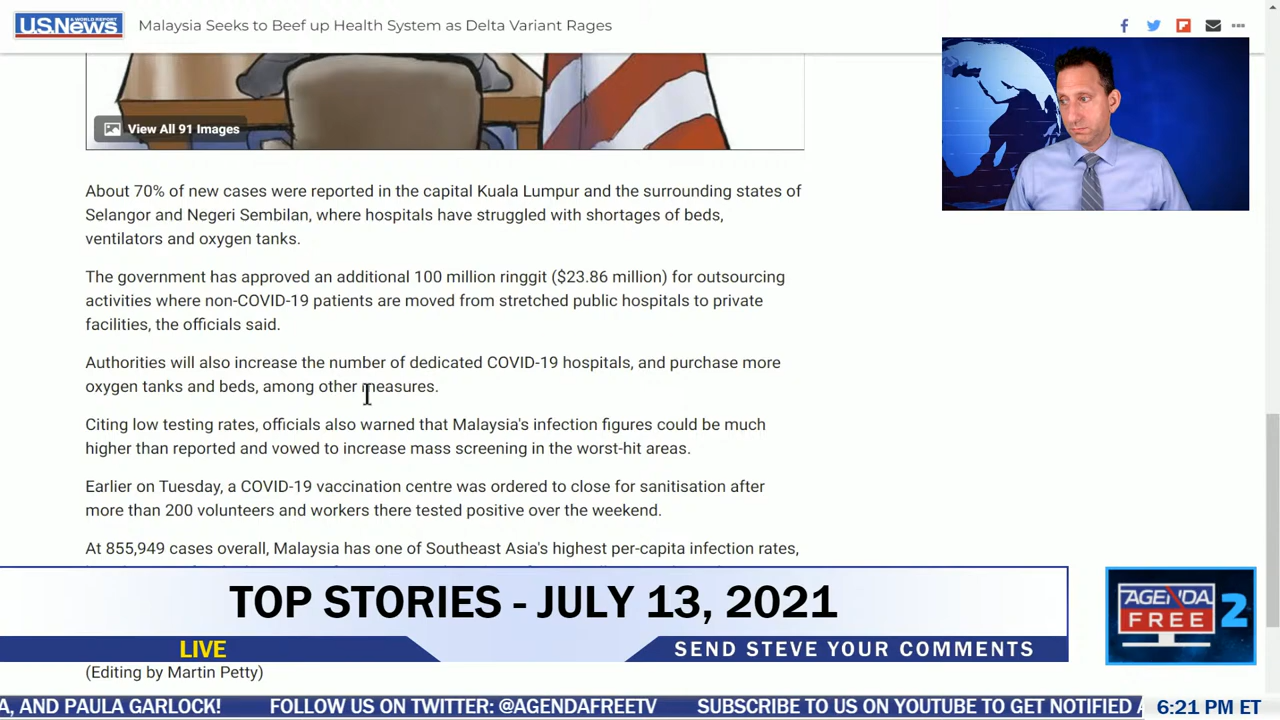 U.S.News
& WORLD REPORT
Malaysia Seeks to Beef up Health System as Delta Variant Rages
View All 91 Images
About 70% of new cases were reported in the capital Kuala Lumpur and the surrounding states of
Selangor and Negeri Sembilan, where hospitals have struggled with shortages of beds,
ventilators and oxygen tanks.
The government has approved an additional 100 million ringgit ($23.86 million) for outsourcing
activities where non-COVID-19 patients are moved from stretched public hospitals to private
facilities, the officials said.
Authorities will also increase the number of dedicated COVID-19 hospitals, and purchase more
oxygen tanks and beds, among other measures.
Citing low testing rates, officials also warned that Malaysia's infection figures could be much
higher than reported and vowed to increase mass screening in the worst-hit areas.
Earlier on Tuesday, a COVID-19 vaccination centre was ordered to close for sanitisation after
more than 200 volunteers and workers there tested positive over the weekend.
At 855,949 cases overall, Malaysia has one of Southeast Asia's highest per-capita infection rates,
TOP STORIES - JULY 13, 2021
AGENDA
FREE 2
LIVE
SEND STEVE YOUR COMMENTS
(Editing by Martin Petty)
A, AND PAULA GARLOCK! FOLLOW US ON TWITTER: @AGENDAFREETV SUBSCRIBE TO US ON YOUTUBE TO GET NOTIFIED
6:21 PM ET